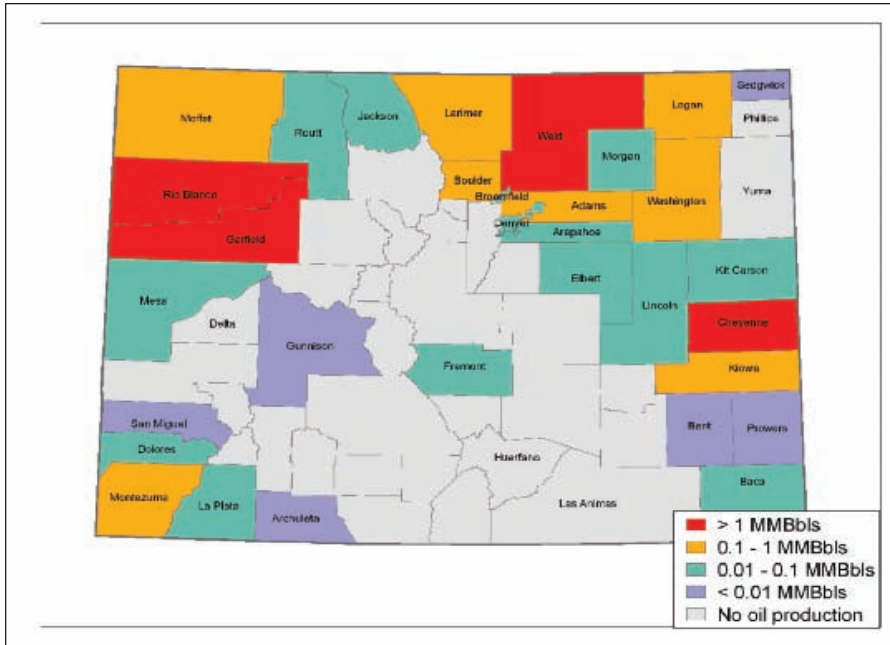 Sedgwick
Moffat
Routt
Jackson
Larimer
Weld
Logan
Phillips
Morgan
Rio Blanco
Boulder
Broomfield
Adams
Washington
Yuma
Garfield
Denver
Arapahoe
Mesa
Elbert
Lincoln
Kit Carson
Delta
Gunnison
Cheyenne
Fremont
Kiowa
San Miguel
Bent
Prowers
Dolores
Huerfano
Montezuma
La Plata
Archuleta
Las Animas
Baca
> 1 MMBbls
0.1 - 1 MMBbls
0.01 - 0.1 MMBbls
< 0.01 MMBbls
No oil production